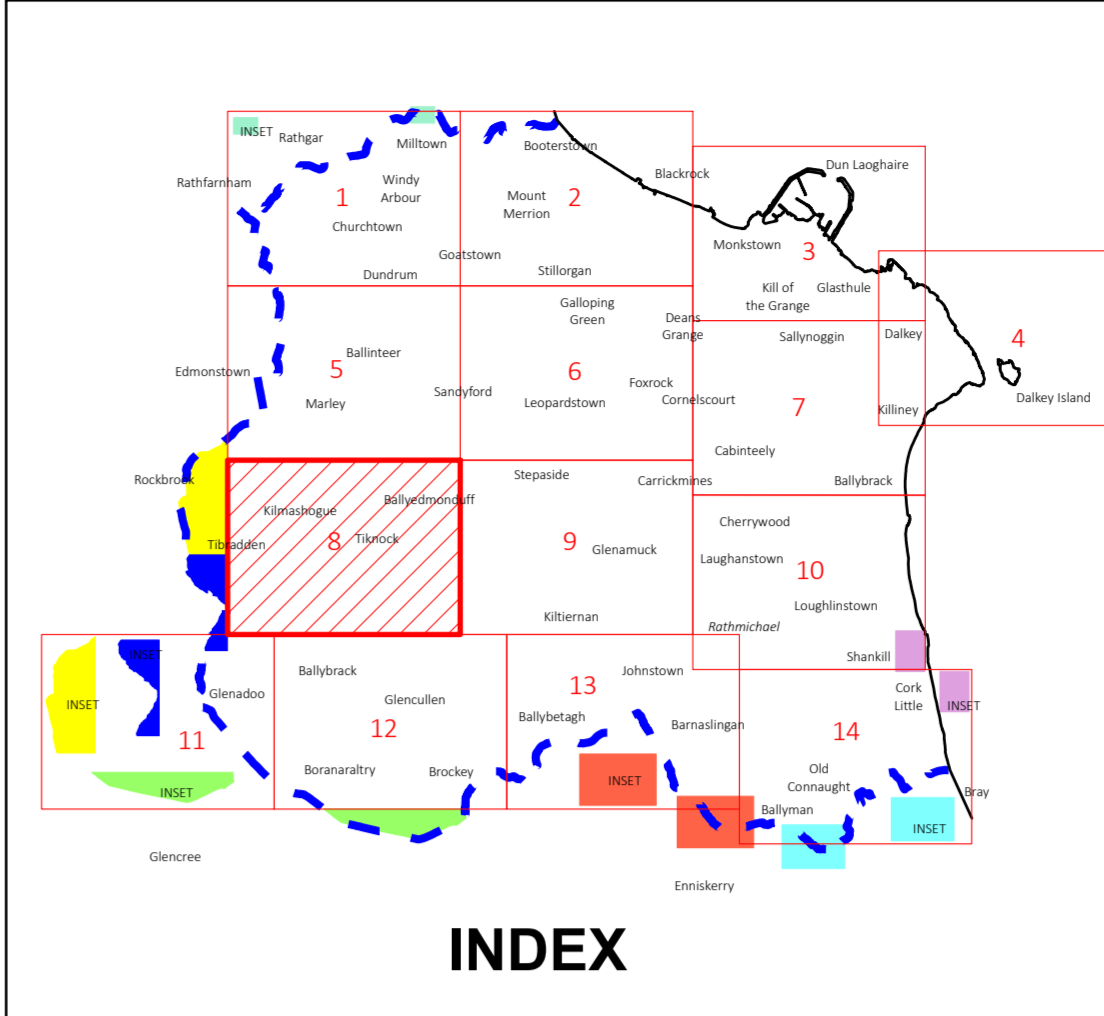 INSET
Rathgar
Milltown
Booterstown
Rathfarnham
1
Windy
Arbour
Mount
Merrion
2
Blackrock
Dun Laoghaire
Churchtown
Goatstown
Dundrum
Stillorgan
Monkstown
3
Kill of
the Grange
Glasthule
Galloping
Green
Deans
Grange
Sallynoggin
Dalkey
4
Dalkey Island
Edmonstown
Ballinteer
5
Marley
Sandyford
6
Leopardstown
Foxrock
Cornelscourt
7
Killiney
Cabinteely
Ballybrack
Rockbrook
Kilmashogue
Ballyedmonduff
Tibradden
8
Tiknock
Stepaside
Carrickmines
9
Glenamuck
Kiltiernan
Cherrywood
Laughanstown
10
Loughlinstown
Rathmichael
Shankill
INSET
INSET
Glenadoo
11
INSET
Ballybrack
Glencullen
12
Boranaraltry
Brockey
13
Johnstown
Ballybetagh
Barnaslingan
INSET
Cork
Little
INSET
14
Old
Connaught
Ballyman
Bray
INSET
Glencree
Enniskerry
INDEX